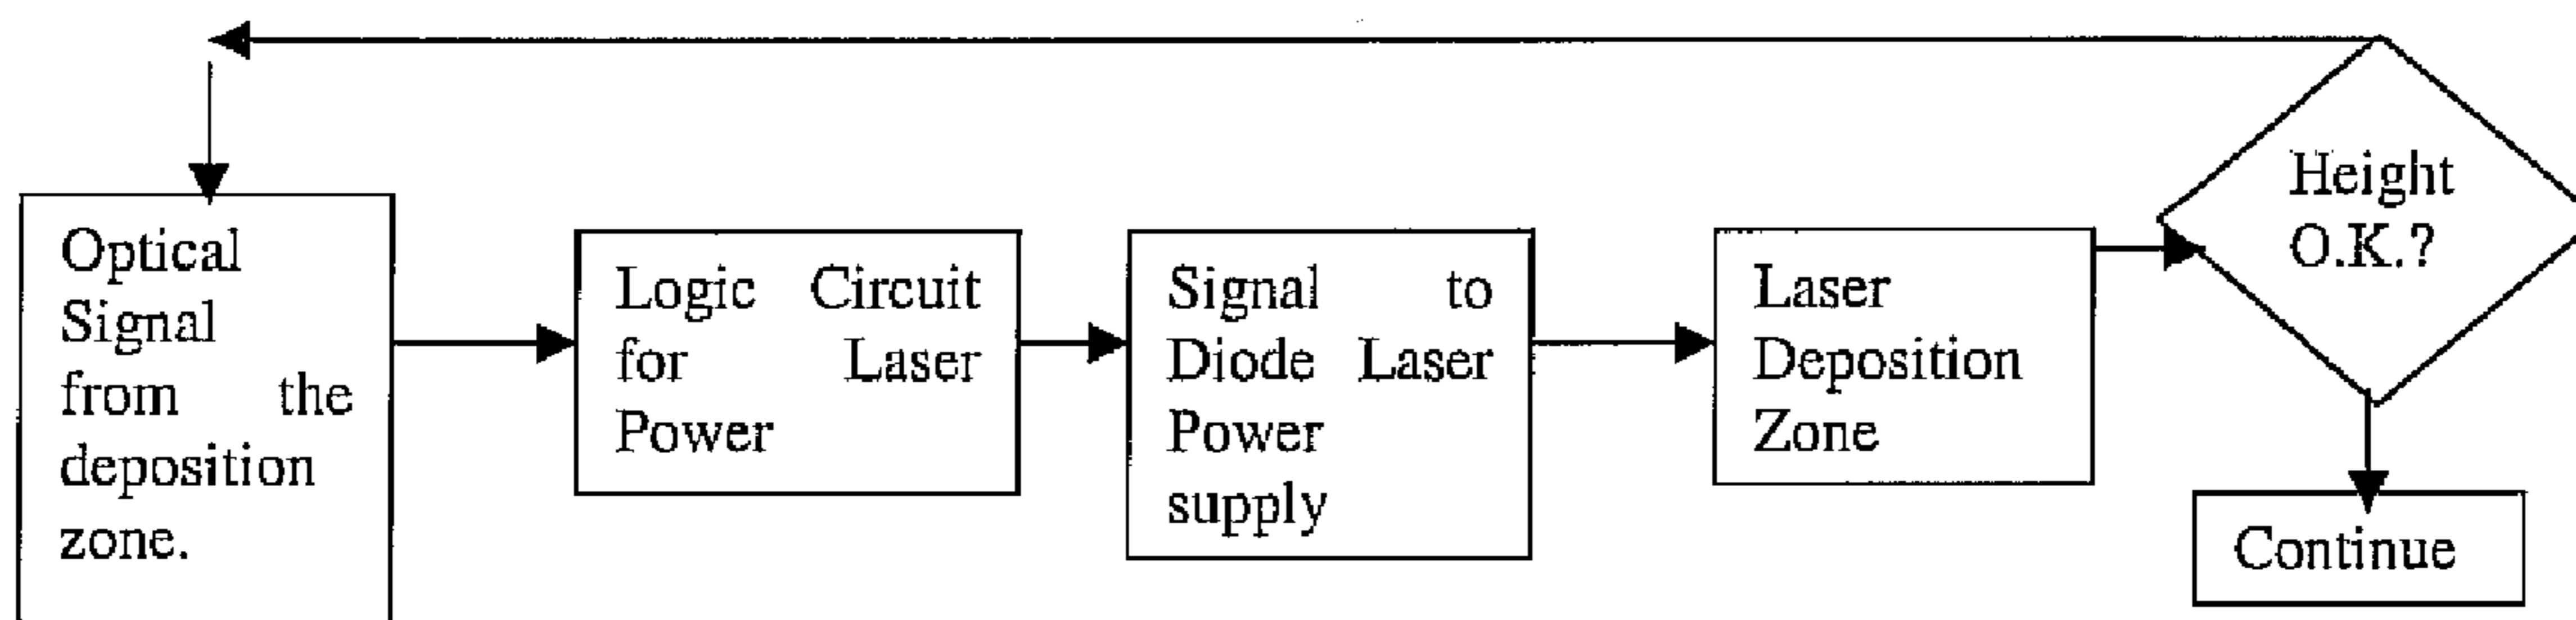 Optical
Signal
from the
deposition
zone.
Logic Circuit
for Laser
Power
Signal to
Diode Laser
Power
supply
Laser
Deposition
Zone
Height
O.K.?
Continue